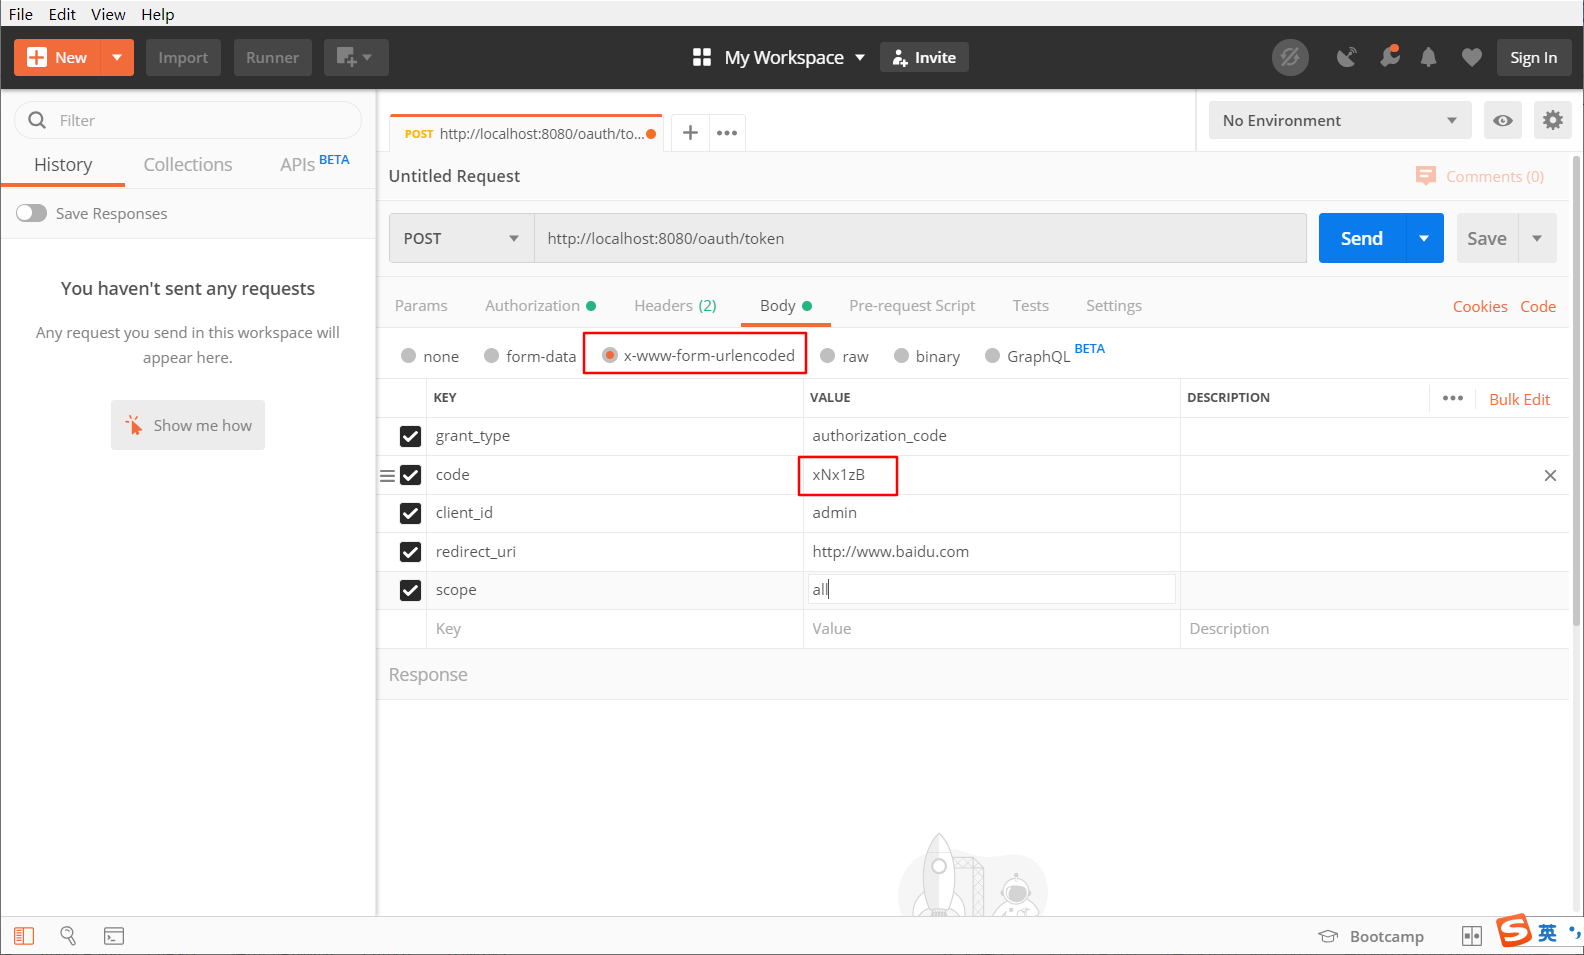 File Edit View Help
New Import Runner My Workspace Invite Sign In
Filter
History Collections APIs BETA
Save Responses
You haven't sent any requests
Any request you send in this workspace will
appear here.
Show me how
POST http://localhost:8080/oauth/to...
No Environment
Untitled Request
Comments (0)
POST http://localhost:8080/oauth/token Send Save
Params Authorization Headers (2) Body Pre-request Script Tests Settings Cookies Code
none form-data x-www-form-urlencoded raw binary GraphQL BETA
KEY VALUE DESCRIPTION Bulk Edit
grant_type authorization_code
code xNx1zB
client_id admin
redirect_uri http://www.baidu.com
scope all
Key Value Description
Response
Bootcamp
S 英